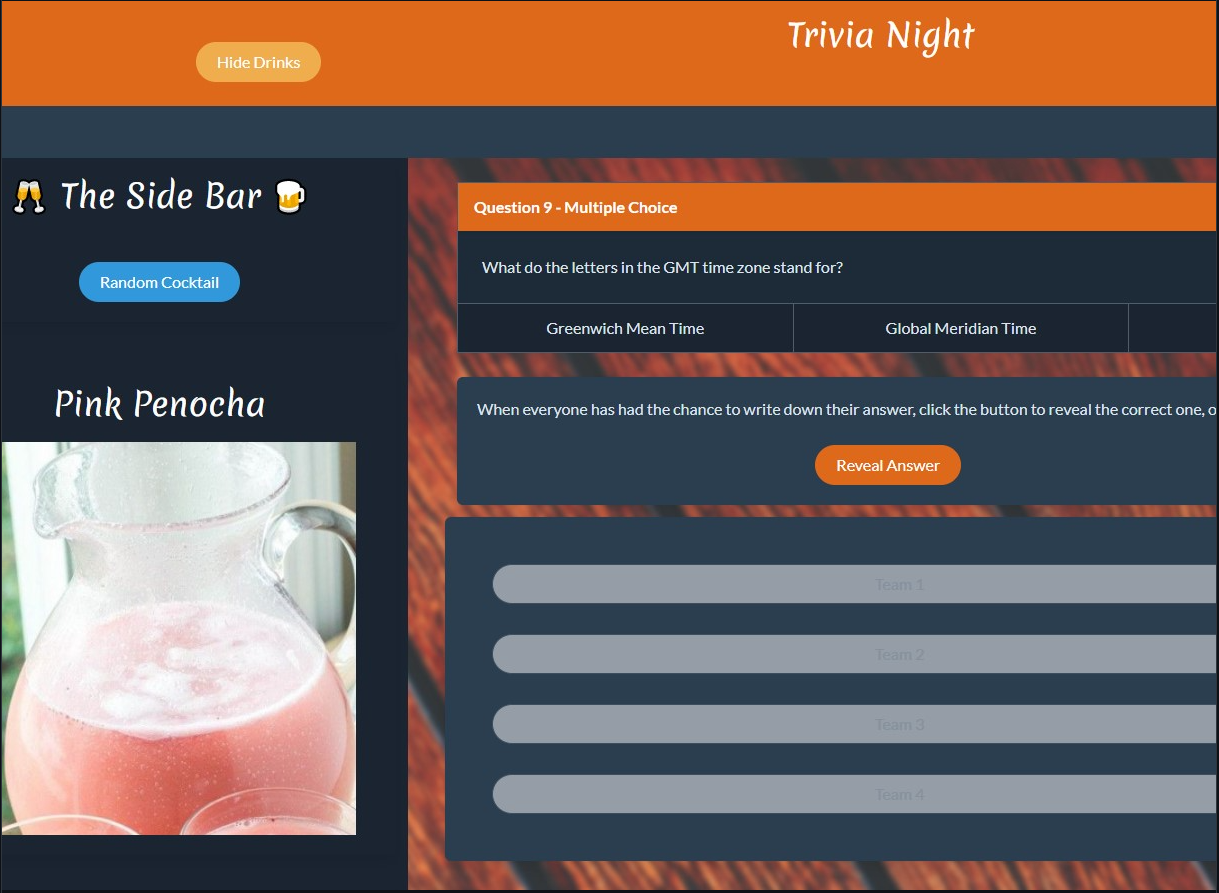 Trivia Night
Hide Drinks
🥂 The Side Bar 🍺
Random Cocktail
Pink Penocha
Question 9 - Multiple Choice
What do the letters in the GMT time zone stand for?
Greenwich Mean Time
Global Meridian Time
When everyone has had the chance to write down their answer, click the button to reveal the correct one, o
Reveal Answer
Team 1
Team 2
Team 3
Team 4